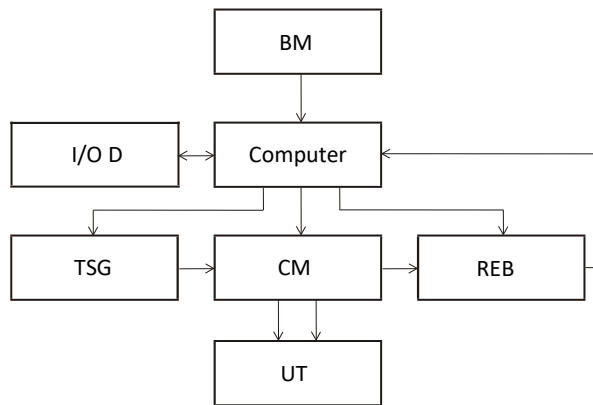 BM
I/O D
Computer
TSG
CM
REB
UT